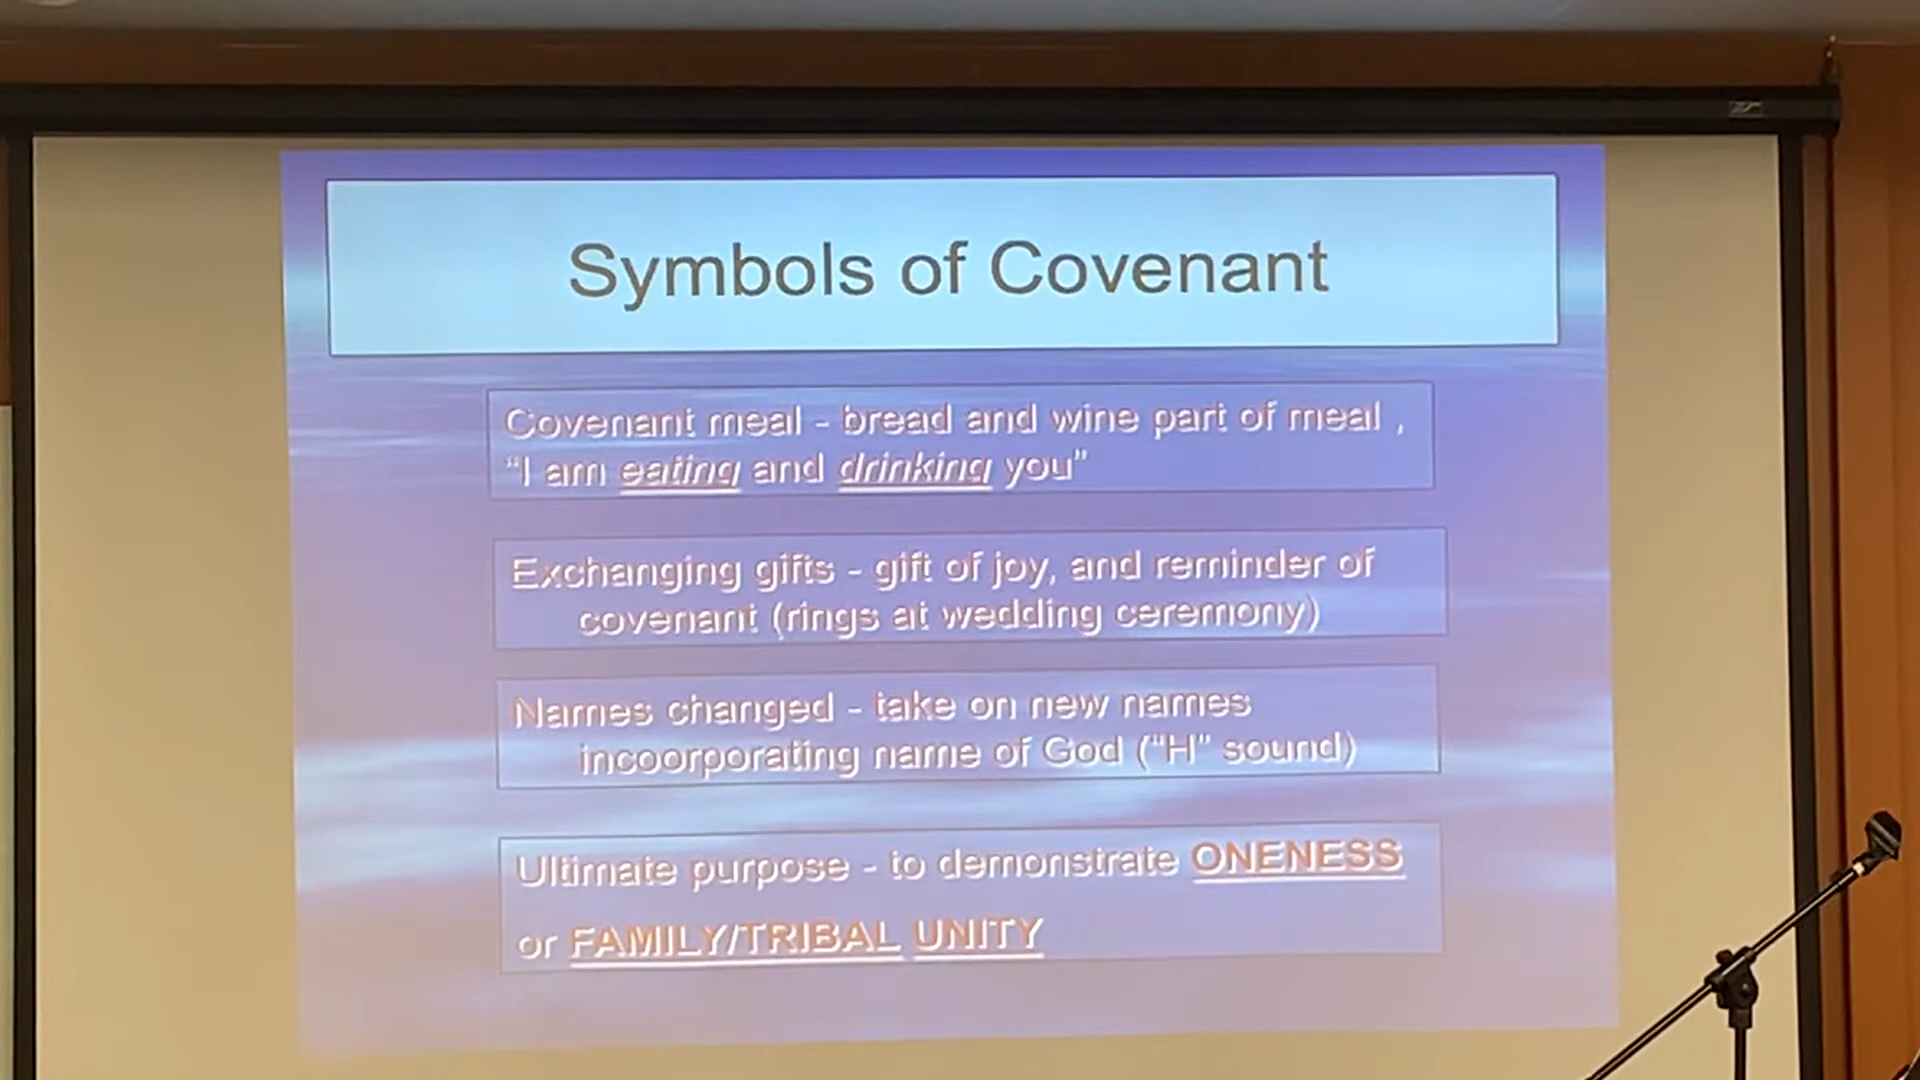 Symbols of Covenant
Covenant meal - bread and wine part of meal ,
“I am eating and drinking you”
Exchanging gifts - gift of joy, and reminder of
covenant (rings at wedding ceremony)
Names changed - take on new names
incoorporating name of God (“H” sound)
Ultimate purpose - to demonstrate ONENESS
or FAMILY/TRIBAL UNITY